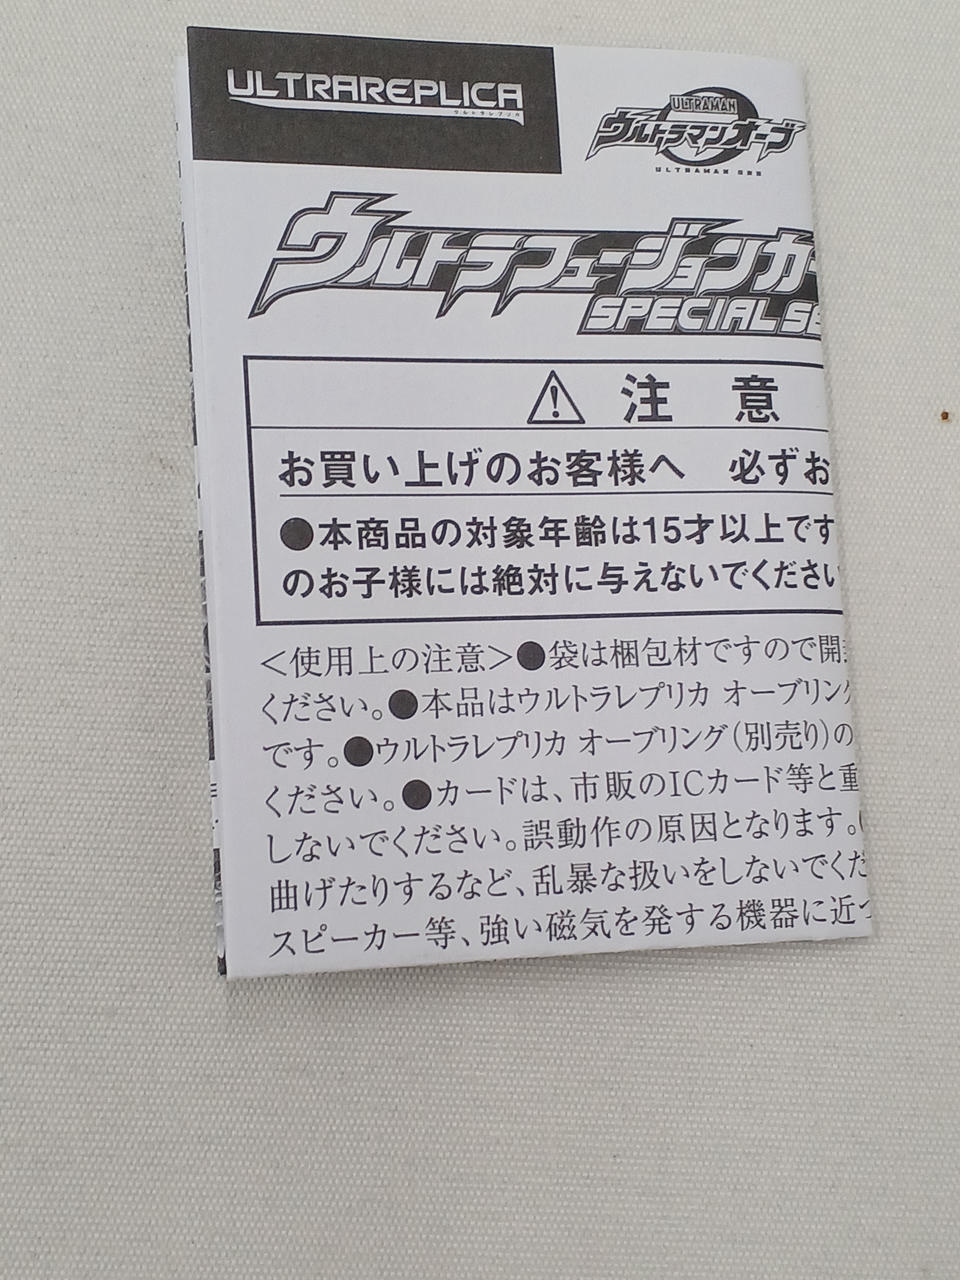 ULTRAREPLICA
ウルトラレプリカ
ULTRAMAN
ウルトラマンオーブ
ULTRAMAN ORB
ウルトラフュージョンカー
SPECIAL SE
注 意
お買い上げのお客様へ 必ずお
●本商品の対象年齢は15才以上です
のお子様には絶対に与えないでください
＜使用上の注意＞●袋は梱包材ですので開封
ください。●本品はウルトラレプリカ オーブリング
です。●ウルトラレプリカ オーブリング(別売り)の
ください。●カードは、市販のICカード等と重
しないでください。誤動作の原因となります。(
曲げたりするなど、乱暴な扱いをしないでくだ
スピーカー等、強い磁気を発する機器に近づ